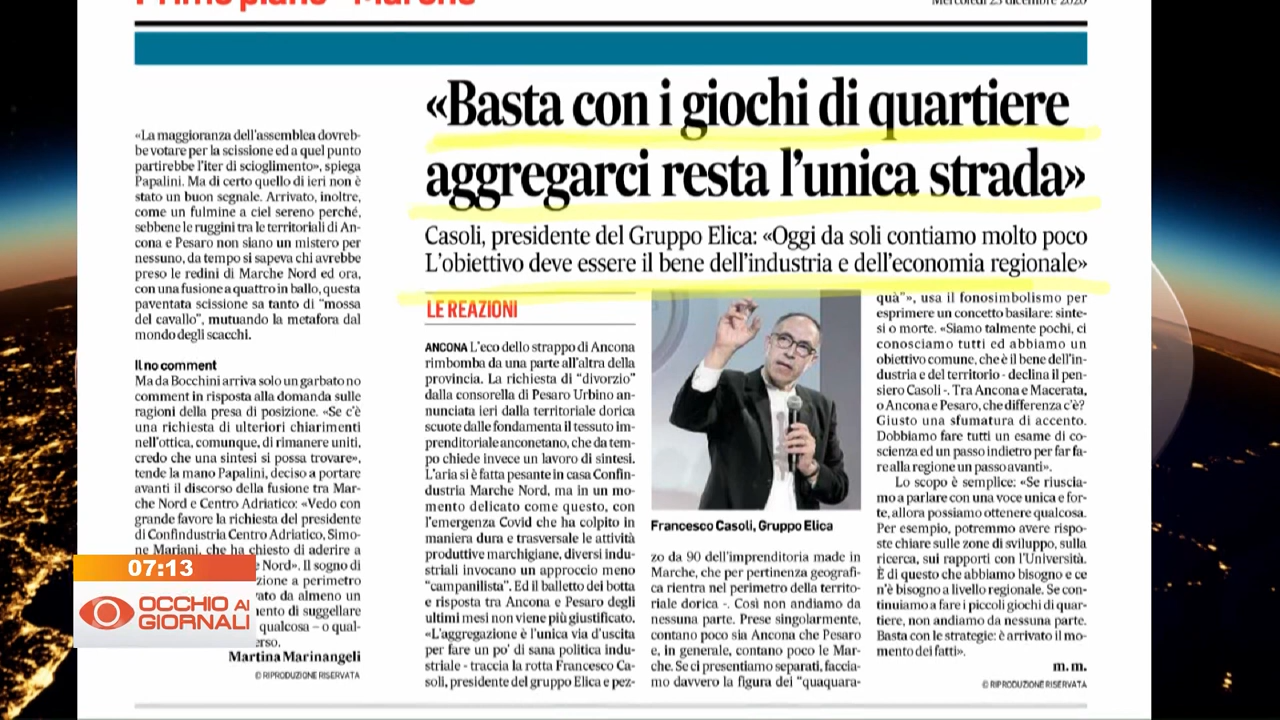 Primo piano - Marche
Mercoledì 23 dicembre 2020
«La maggioranza dell'assemblea dovreb-
be votare per la scissione ed a quel punto
partirebbe l'iter di scioglimento», spiega
Papalini. Ma di certo quello di ieri non è
stato un buon segnale. Arrivato, inoltre,
come un fulmine a ciel sereno perché,
sebbene le ruggini tra le territoriali di An-
cona e Pesaro non siano un mistero per
nessuno, da tempo si sapeva chi avrebbe
preso le redini di Marche Nord ed ora,
con una fusione a quattro in ballo, questa
paventata scissione sa tanto di "mossa
del cavallo", mutuando la metafora dal
mondo degli scacchi.
Il no comment
Ma da Bocchini arriva solo un garbato no
comment in risposta alla domanda sulle
ragioni della presa di posizione. «Se c'è
una richiesta di ulteriori chiarimenti
nell'ottica, comunque, di rimanere uniti,
credo che una sintesi si possa trovare»,
tende la mano Papalini, deciso a portare
avanti il discorso della fusione tra Mar-
che Nord e Centro Adriatico: «Vedo con
grande favore la richiesta del presidente
di Confindustria Centro Adriatico, Simo-
ne Mariani, che ha chiesto di aderire a
Nord». Il sogno di
zione a perimetro
ato da almeno un
ento di suggellare
qualcosa – o qual-
erso.
Martina Marinangeli
© RIPRODUZIONE RISERVATA
«Basta con i giochi di quartiere
aggregarci resta l'unica strada»
Casoli, presidente del Gruppo Elica: «Oggi da soli contiamo molto poco
L'obiettivo deve essere il bene dell'industria e dell'economia regionale»
LE REAZIONI
ANCONA L'eco dello strappo di Ancona
rimbomba da una parte all'altra della
provincia. La richiesta di "divorzio"
dalla consorella di Pesaro Urbino an-
nunciata ieri dalla territoriale dorica
scuote dalle fondamenta il tessuto im-
prenditoriale anconetano, che da tem-
po chiede invece un lavoro di sintesi.
L'aria si è fatta pesante in casa Confin-
dustria Marche Nord, ma in un mo-
mento delicato come questo, con
l'emergenza Covid che ha colpito in
maniera dura e trasversale le attività
produttive marchigiane, diversi indu-
striali invocano un approccio meno
"campanilista". Ed il balletto dei botta
e risposta tra Ancona e Pesaro degli
ultimi mesi non viene più giustificato.
«L'aggregazione è l'unica via d'uscita
per fare un po' di sana politica indu-
striale - traccia la rotta Francesco Ca-
soli, presidente del gruppo Elica e pez-
Francesco Casoli, Gruppo Elica
zo da 90 dell'imprenditoria made in
Marche, che per pertinenza geografi-
ca rientra nel perimetro della territo-
riale dorica -. Così non andiamo da
nessuna parte. Prese singolarmente,
contano poco sia Ancona che Pesaro
e, in generale, contano poco le Mar-
che. Se ci presentiamo separati, faccia-
mo davvero la figura dei "quaquara-
quà"», usa il fonosimbolismo per
esprimere un concetto basilare: sinte-
si o morte. «Siamo talmente pochi, ci
conosciamo tutti ed abbiamo un
obiettivo comune, che è il bene dell'in-
dustria e del territorio - declina il pen-
siero Casoli -. Tra Ancona e Macerata,
o Ancona e Pesaro, che differenza c'è?
Giusto una sfumatura di accento.
Dobbiamo fare tutti un esame di co-
scienza ed un passo indietro per far fa-
re alla regione un passo avanti».
Lo scopo è semplice: «Se riuscia-
mo a parlare con una voce unica e for-
te, allora possiamo ottenere qualcosa.
Per esempio, potremmo avere rispo-
ste chiare sulle zone di sviluppo, sulla
ricerca, sui rapporti con l'Università.
È di questo che abbiamo bisogno e ce
n'è bisogno a livello regionale. Se con-
tinuiamo a fare i piccoli giochi di quar-
tiere, non andiamo da nessuna parte.
Basta con le strategie: è arrivato il mo-
mento dei fatti».
m. m.
© RIPRODUZIONE RISERVATA
07:13
OCCHIO AI
GIORNALI